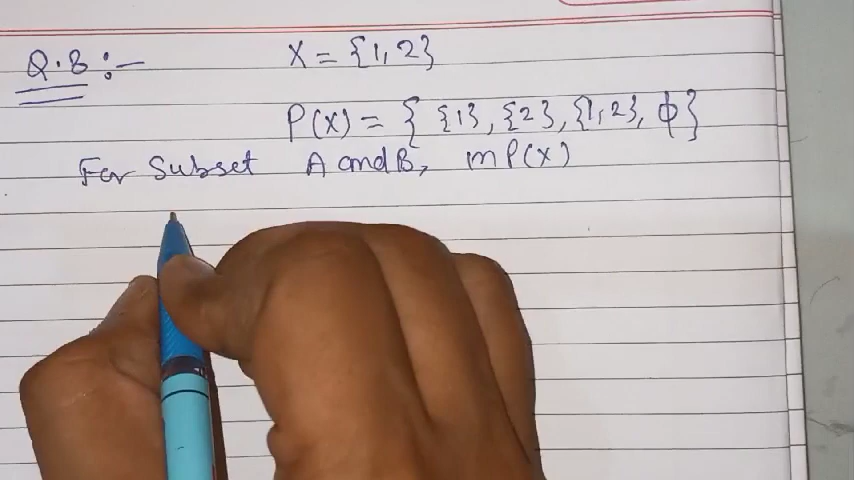 Q.8:- X = {1,2}
P(X) = { {1}, {2}, {1,2}, ϕ}
For Subset A and B, in P(X)